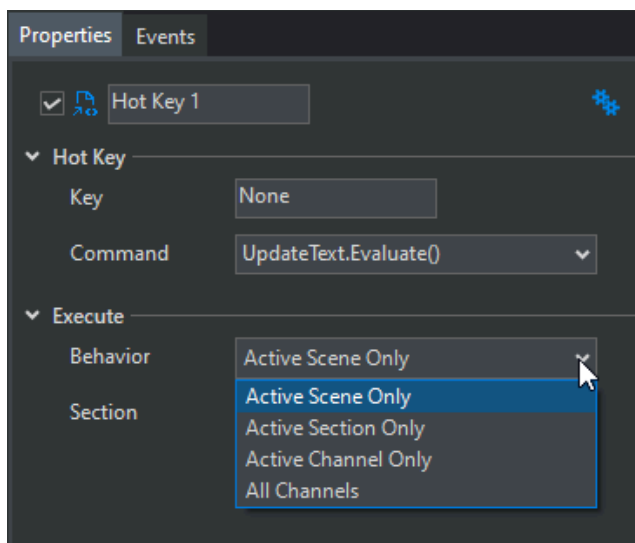 Properties Events
Hot Key 1
Hot Key
Key None
Command UpdateText.Evaluate()
Execute
Behavior Active Scene Only
Section Active Scene Only
Active Section Only
Active Channel Only
All Channels